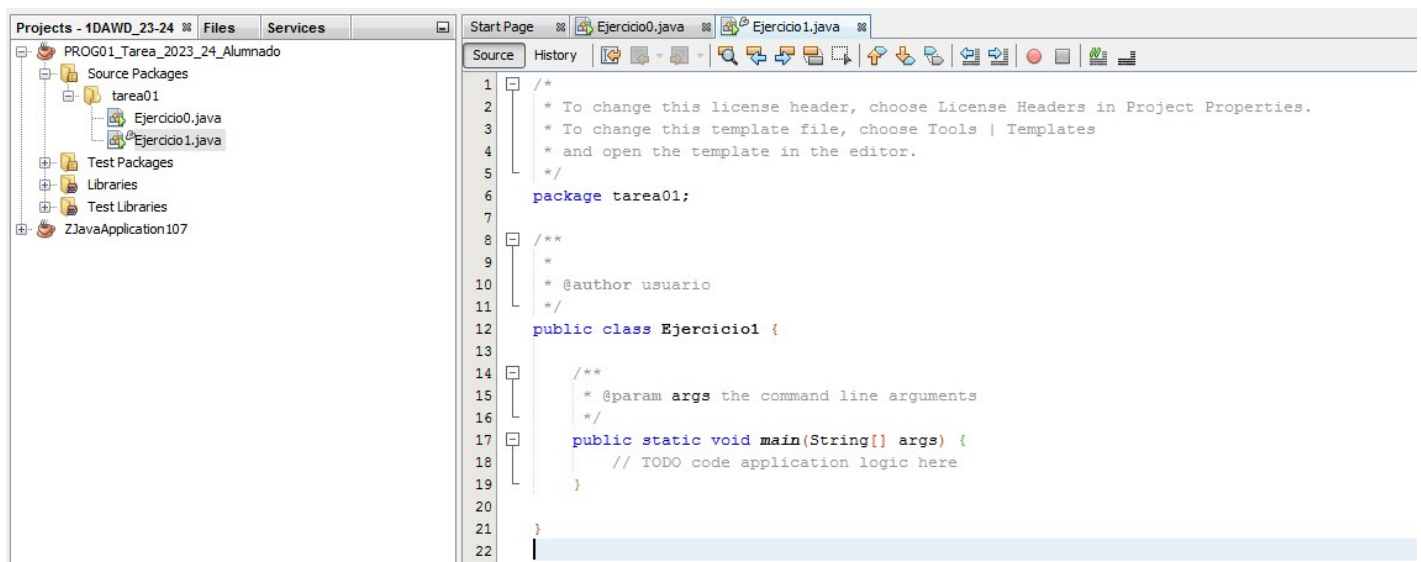 Projects - 1DAWD_23-24 Files Services
PROG01_Tarea_2023_24_Alumnado
Source Packages
tarea01
Ejercicio0.java
Ejercicio1.java
Test Packages
Libraries
Test Libraries
ZJavaApplication107
Start Page Ejercicio0.java Ejercicio1.java
Source History
1 /*
2 * To change this license header, choose License Headers in Project Properties.
3 * To change this template file, choose Tools | Templates
4 * and open the template in the editor.
5 */
6 package tarea01;
7
8 /**
9 *
10 * @author usuario
11 */
12 public class Ejercicio1 {
13
14 /**
15 * @param args the command line arguments
16 */
17 public static void main(String[] args) {
18 // TODO code application logic here
19 }
20
21 }
22